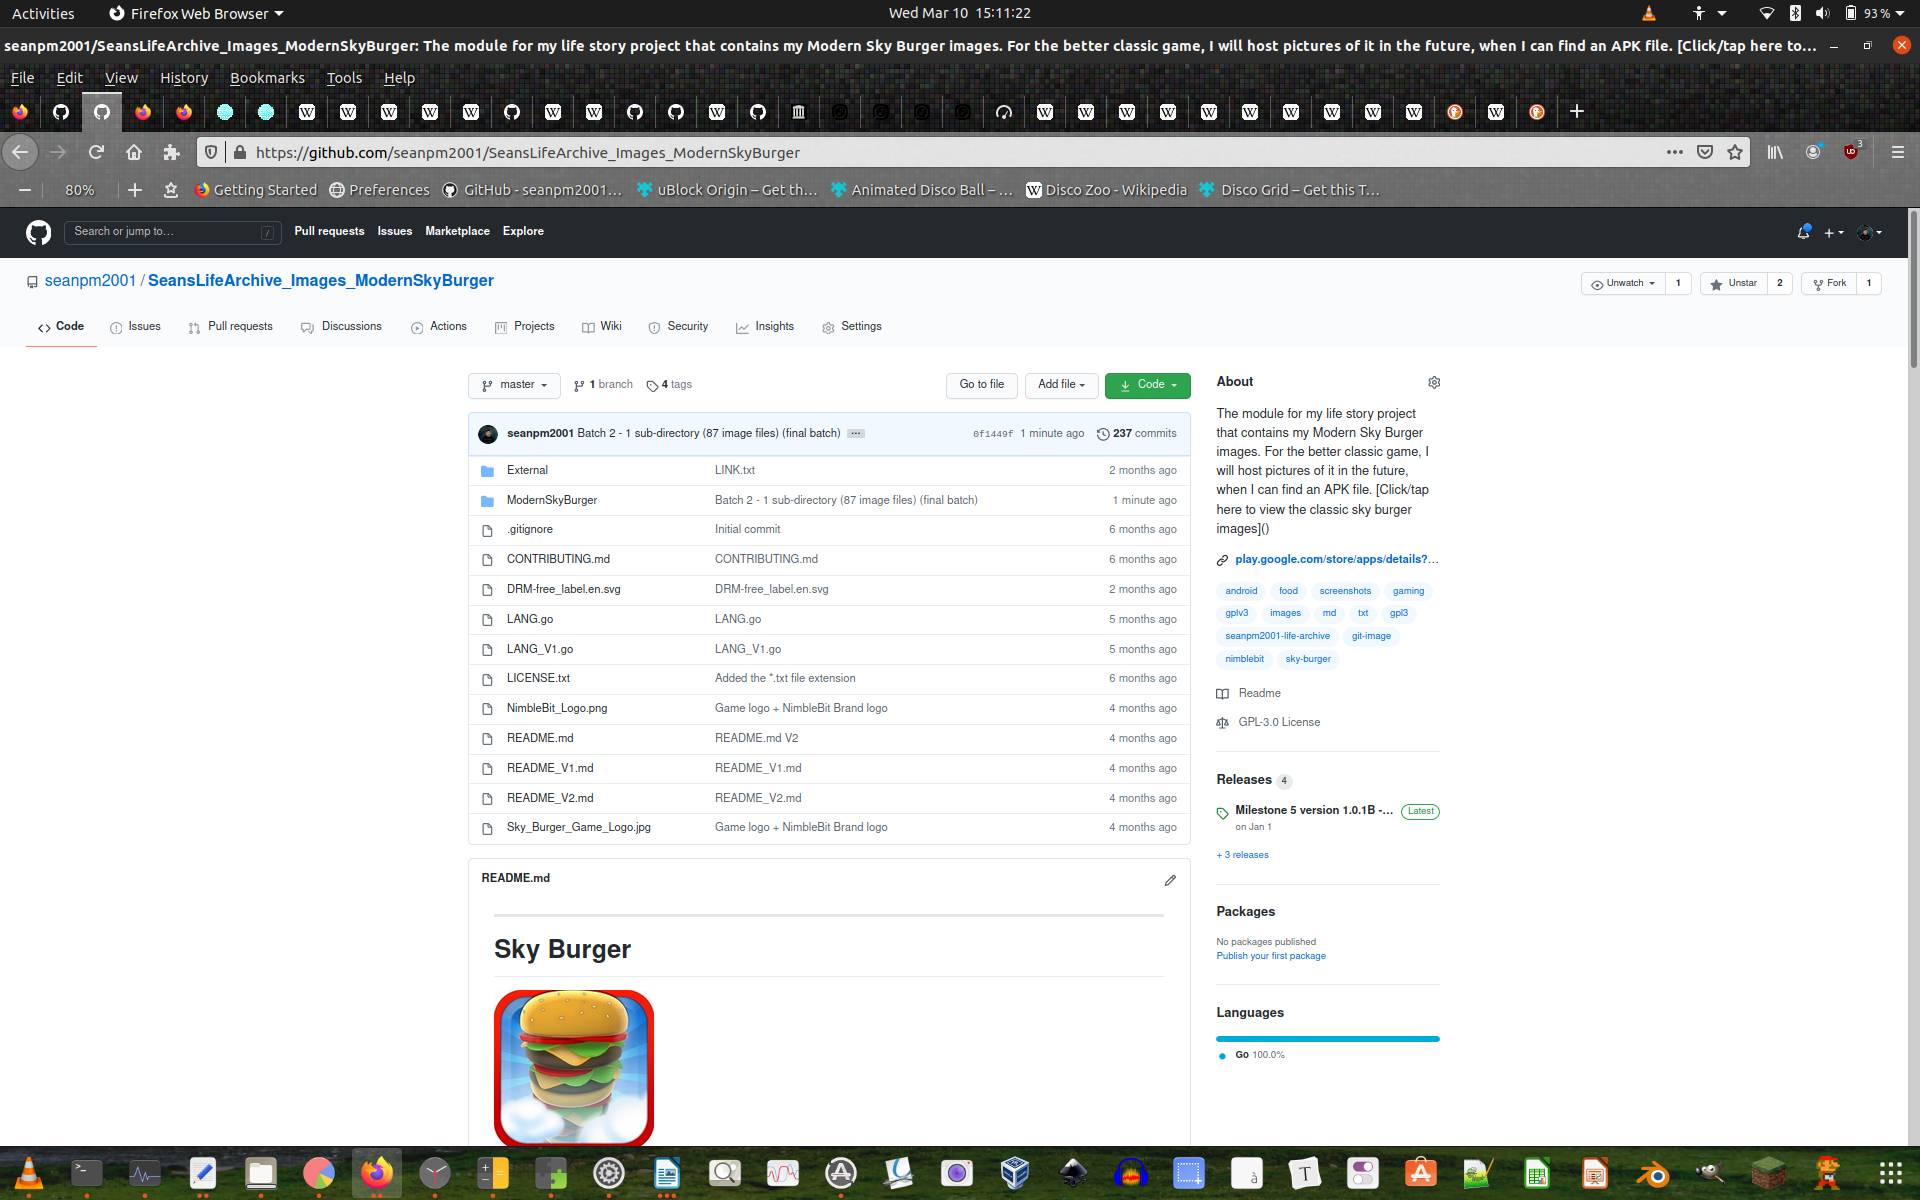 Activities
Firefox Web Browser
Wed Mar 10  15:11:22
93 %
seanpm2001/SeansLifeArchive_Images_ModernSkyBurger: The module for my life story project that contains my Modern Sky Burger images. For the better classic game, I will host pictures of it in the future, when I can find an APK file. [Click/tap here to…
File Edit View History Bookmarks Tools Help
https://github.com/seanpm2001/SeansLifeArchive_Images_ModernSkyBurger
3
80%
Getting Started
Preferences
GitHub - seanpm2001…
uBlock Origin – Get th…
Animated Disco Ball – …
Disco Zoo - Wikipedia
Disco Grid – Get this T…
Search or jump to… /
Pull requests Issues Marketplace Explore
seanpm2001 / SeansLifeArchive_Images_ModernSkyBurger
Unwatch 1
Unstar 2
Fork 1
Code
Issues
Pull requests
Discussions
Actions
Projects
Wiki
Security
Insights
Settings
master
1 branch
4 tags
Go to file
Add file
Code
seanpm2001 Batch 2 - 1 sub-directory (87 image files) (final batch) … 0f1449f 1 minute ago 237 commits
External LINK.txt 2 months ago
ModernSkyBurger Batch 2 - 1 sub-directory (87 image files) (final batch) 1 minute ago
.gitignore Initial commit 6 months ago
CONTRIBUTING.md CONTRIBUTING.md 6 months ago
DRM-free_label.en.svg DRM-free_label.en.svg 2 months ago
LANG.go LANG.go 5 months ago
LANG_V1.go LANG_V1.go 5 months ago
LICENSE.txt Added the *.txt file extension 6 months ago
NimbleBit_Logo.png Game logo + NimbleBit Brand logo 4 months ago
README.md README.md V2 4 months ago
README_V1.md README_V1.md 4 months ago
README_V2.md README_V2.md 4 months ago
Sky_Burger_Game_Logo.jpg Game logo + NimbleBit Brand logo 4 months ago
README.md
Sky Burger
About
The module for my life story project
that contains my Modern Sky Burger
images. For the better classic game, I
will host pictures of it in the future,
when I can find an APK file. [Click/tap
here to view the classic sky burger
images]()
play.google.com/store/apps/details?…
android food screenshots gaming
gplv3 images md txt gpl3
seanpm2001-life-archive git-image
nimblebit sky-burger
Readme
GPL-3.0 License
Releases 4
Milestone 5 version 1.0.1B -… Latest
on Jan 1
+ 3 releases
Packages
No packages published
Publish your first package
Languages
Go 100.0%